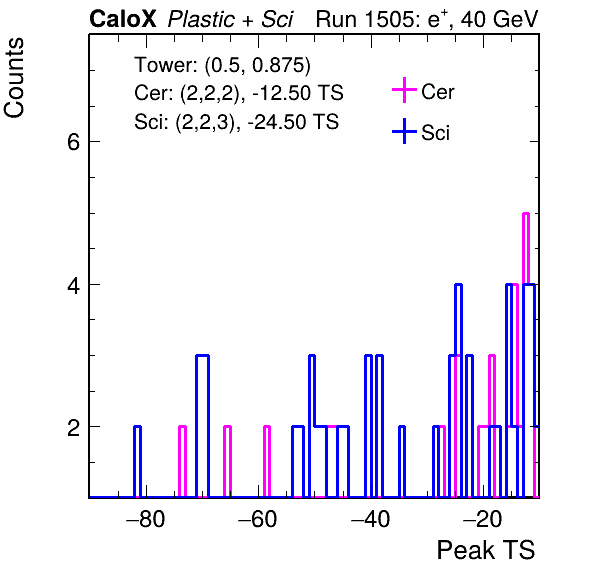 CaloX Plastic + Sci Run 1505: e⁺, 40 GeV
Counts
Tower: (0.5, 0.875)
Cer: (2,2,2), -12.50 TS
Sci: (2,2,3), -24.50 TS
Cer
Sci
6
4
2
−80 −60 −40 −20
Peak TS